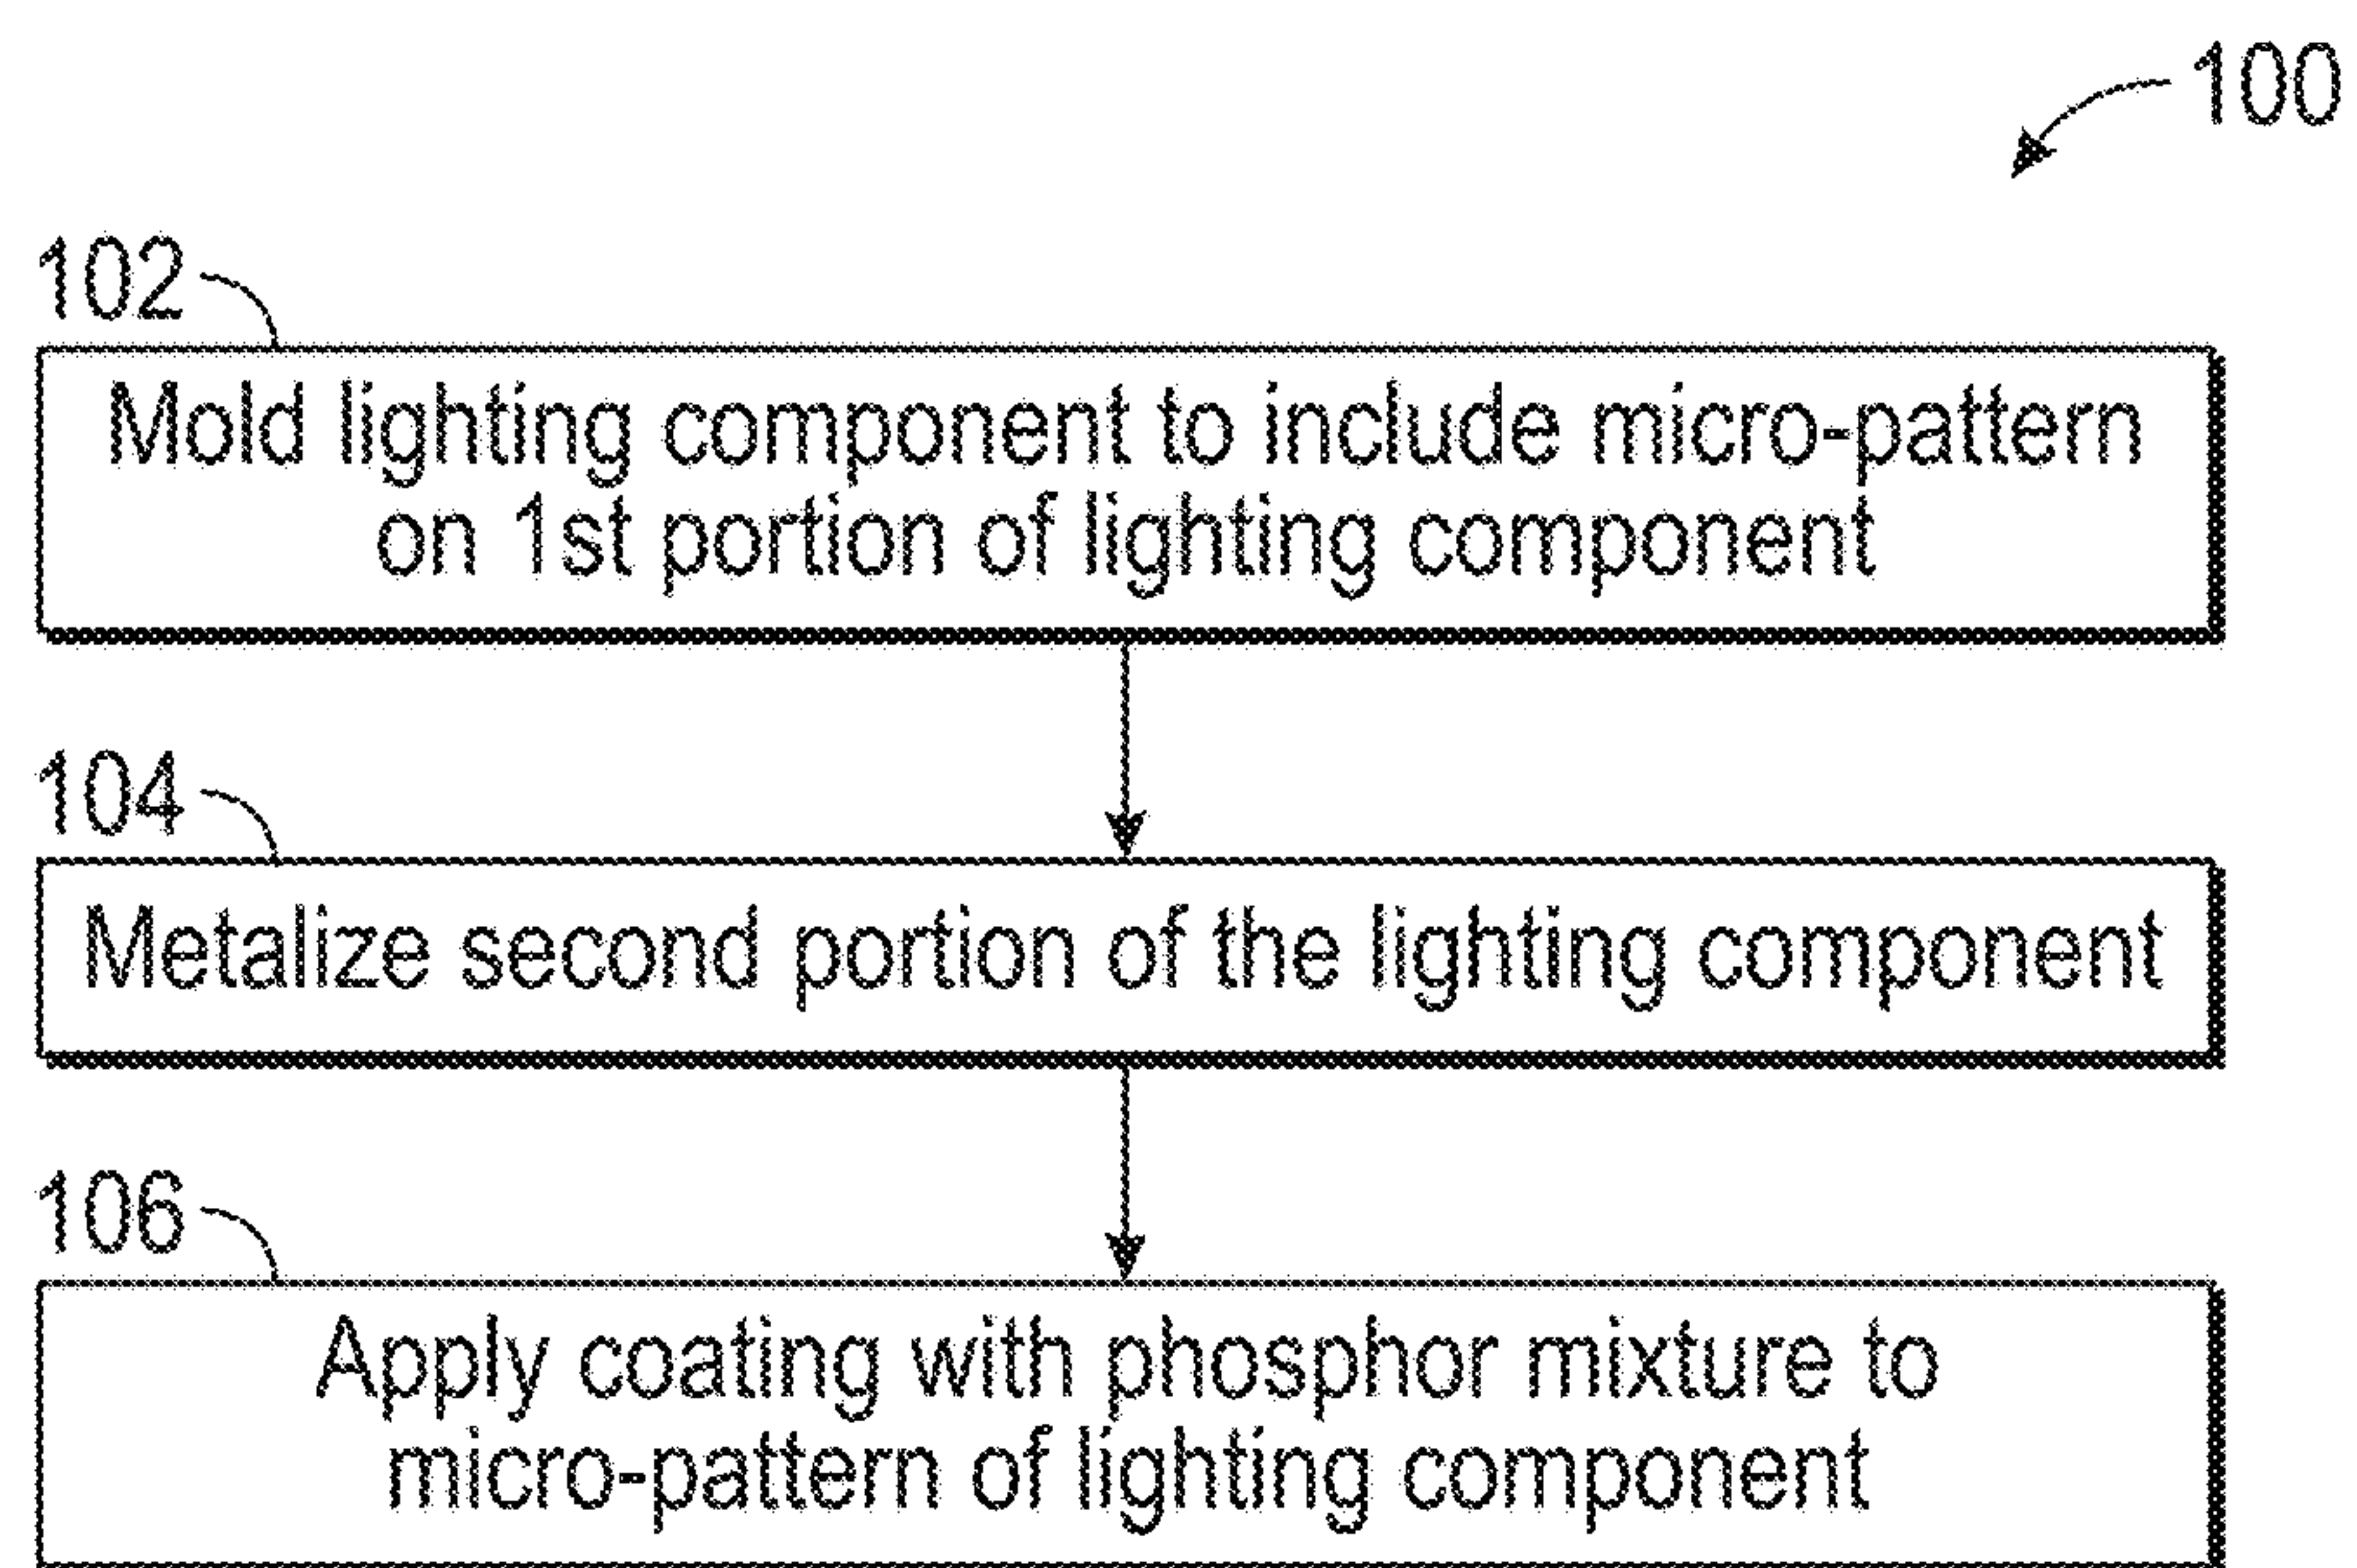 100
102
Mold lighting component to include micro-pattern
on 1st portion of lighting component
104
Metalize second portion of the lighting component
106
Apply coating with phosphor mixture to
micro-pattern of lighting component